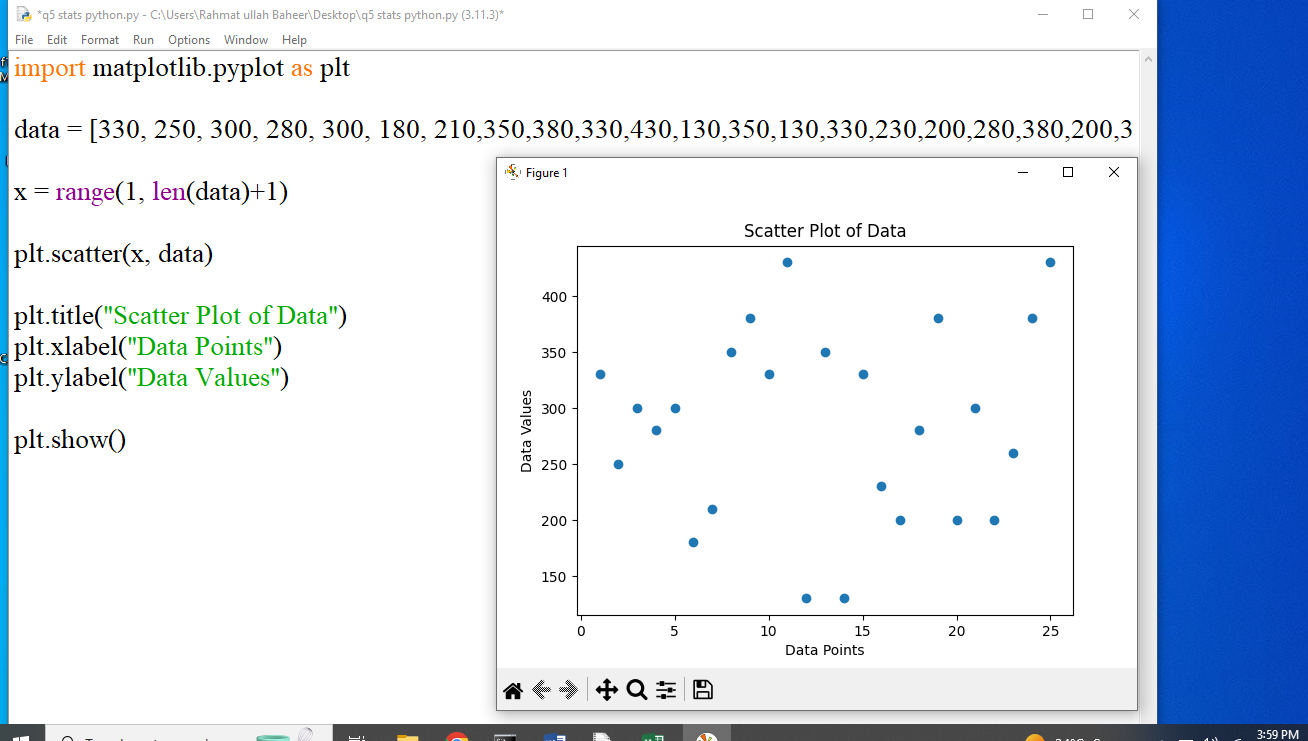 *q5 stats python.py - C:\Users\Rahmat ullah Baheer\Desktop\q5 stats python.py (3.11.3)*
File Edit Format Run Options Window Help
import matplotlib.pyplot as plt
data = [330, 250, 300, 280, 300, 180, 210,350,380,330,430,130,350,130,330,230,200,280,380,200,3
x = range(1, len(data)+1)
plt.scatter(x, data)
plt.title("Scatter Plot of Data")
plt.xlabel("Data Points")
plt.ylabel("Data Values")
plt.show()
Figure 1
Scatter Plot of Data
400
350
300
250
200
150
Data Values
0 5 10 15 20 25
Data Points
3:59 PM